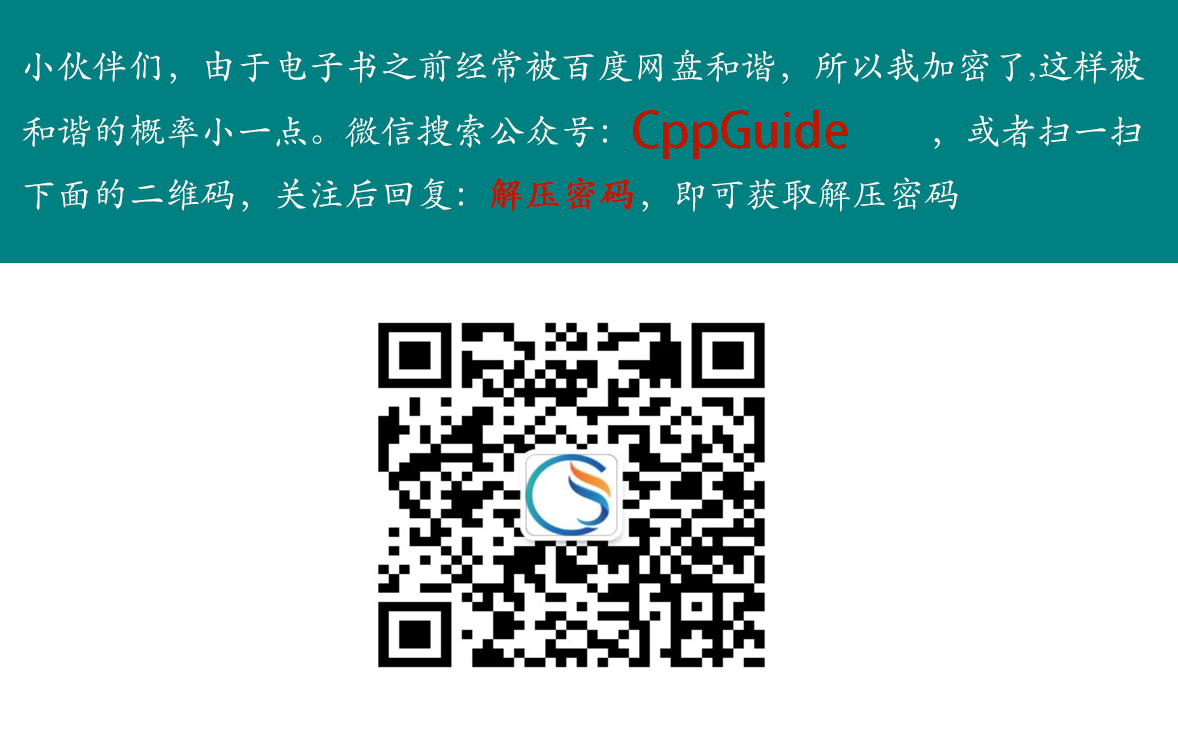 小伙伴们，由于电子书之前经常被百度网盘和谐，所以我加密了,这样被
和谐的概率小一点。微信搜索公众号：CppGuide ，或者扫一扫
下面的二维码，关注后回复：解压密码，即可获取解压密码